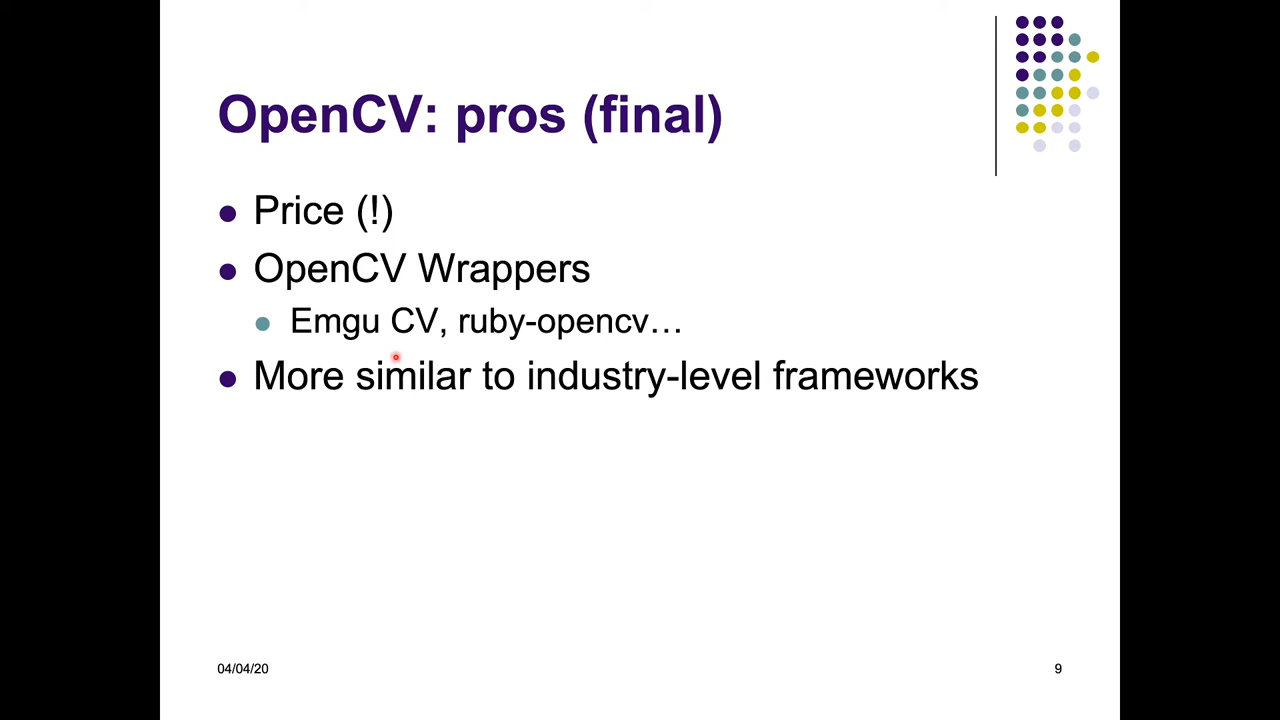 OpenCV: pros (final)
Price (!)
OpenCV Wrappers
Emgu CV, ruby-opencv…
More similar to industry-level frameworks
04/04/20
9